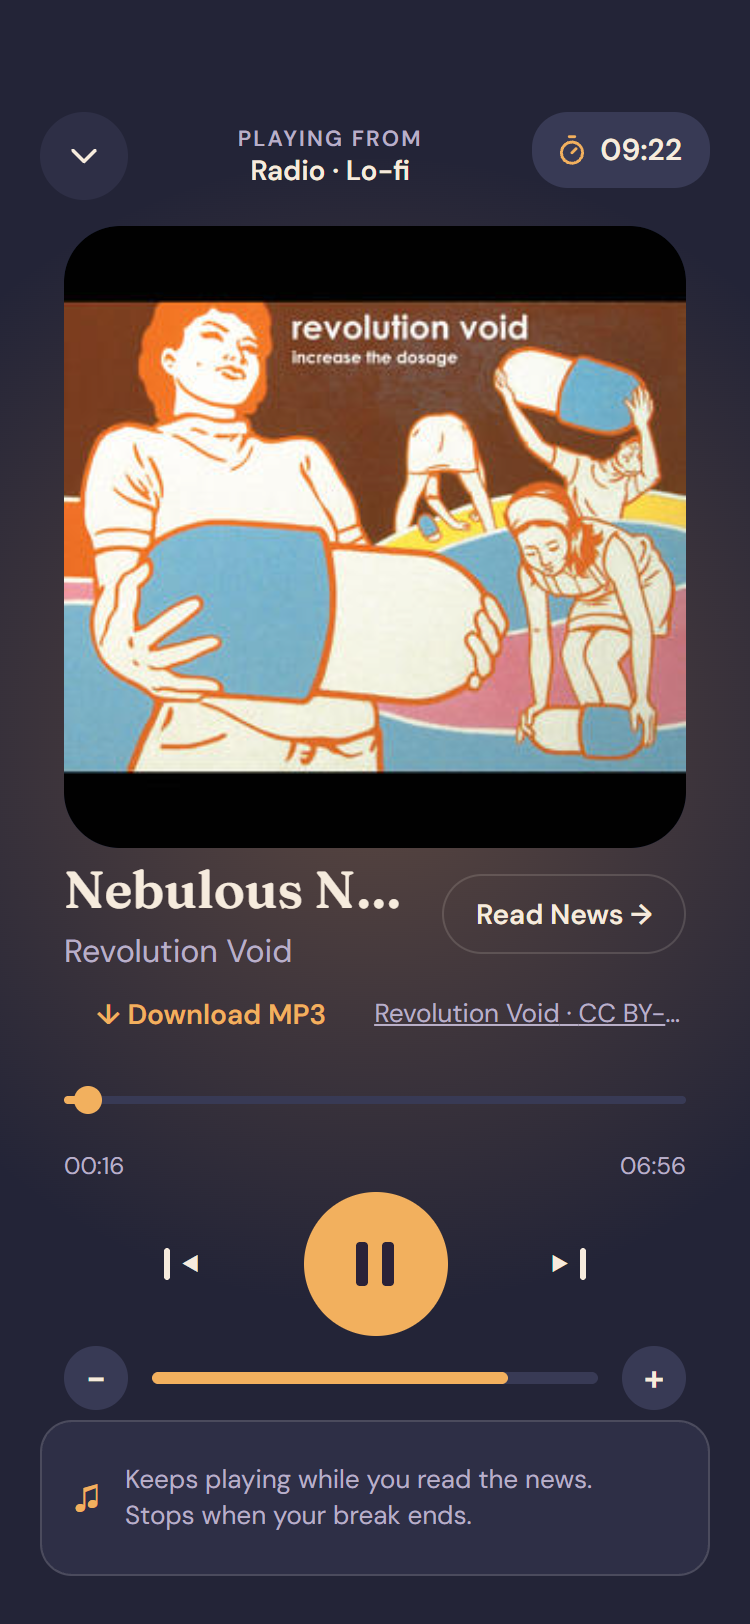 PLAYING FROM
Radio · Lo-fi
09:22
revolution void
increase the dosage
Nebulous N...
Revolution Void
Read News →
↓ Download MP3
Revolution Void · CC BY-...
00:16
06:56
Keeps playing while you read the news.
Stops when your break ends.